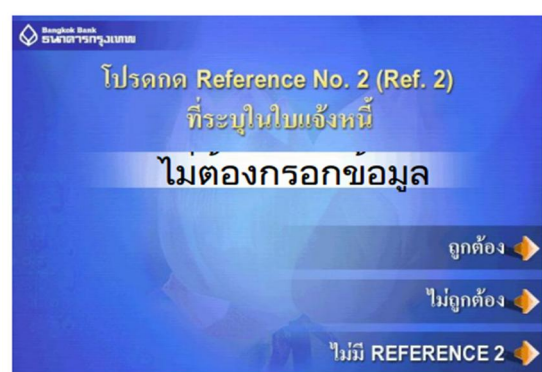 Bangkok Bank
ธนาคารกรุงเทพ
โปรดกด Reference No. 2 (Ref. 2)
ที่ระบุในใบแจ้งหนี้
ไม่ต้องกรอกข้อมูล
ถูกต้อง
ไม่ถูกต้อง
ไม่มี REFERENCE 2